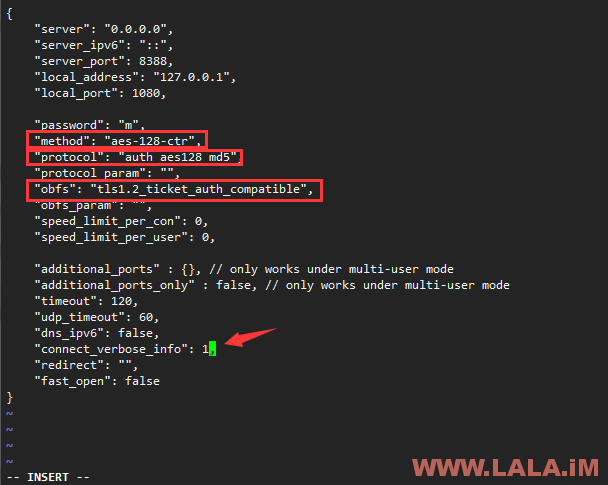 {
"server": "0.0.0.0",
"server_ipv6": "::",
"server_port": 8388,
"local_address": "127.0.0.1",
"local_port": 1080,
"password": "m",
"method": "aes-128-ctr",
"protocol": "auth_aes128_md5",
"protocol_param": "",
"obfs": "tls1.2_ticket_auth_compatible",
"obfs_param": "",
"speed_limit_per_con": 0,
"speed_limit_per_user": 0,
"additional_ports" : {}, // only works under multi-user mode
"additional_ports_only" : false, // only works under multi-user mode
"timeout": 120,
"udp_timeout": 60,
"dns_ipv6": false,
"connect_verbose_info": 1,
"redirect": "",
"fast_open": false
}
~
~
~
~
-- INSERT --
WWW.LALA.iM